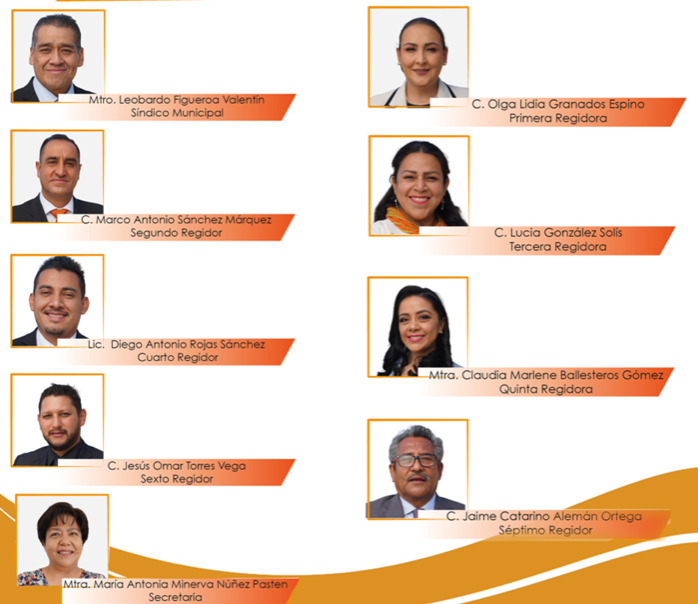 Mtro. Leobardo Figueroa Valentín
Síndico Municipal
C. Olga Lidia Granados Espino
Primera Regidora
C. Marco Antonio Sánchez Márquez
Segundo Regidor
C. Lucía González Solís
Tercera Regidora
Lic. Diego Antonio Rojas Sánchez
Cuarto Regidor
Mtra. Claudia Marlene Ballesteros Gómez
Quinta Regidora
C. Jesús Omar Torres Vega
Sexto Regidor
C. Jaime Catarino Alemán Ortega
Séptimo Regidor
Mtra. María Antonia Minerva Núñez Pasten
Secretaria